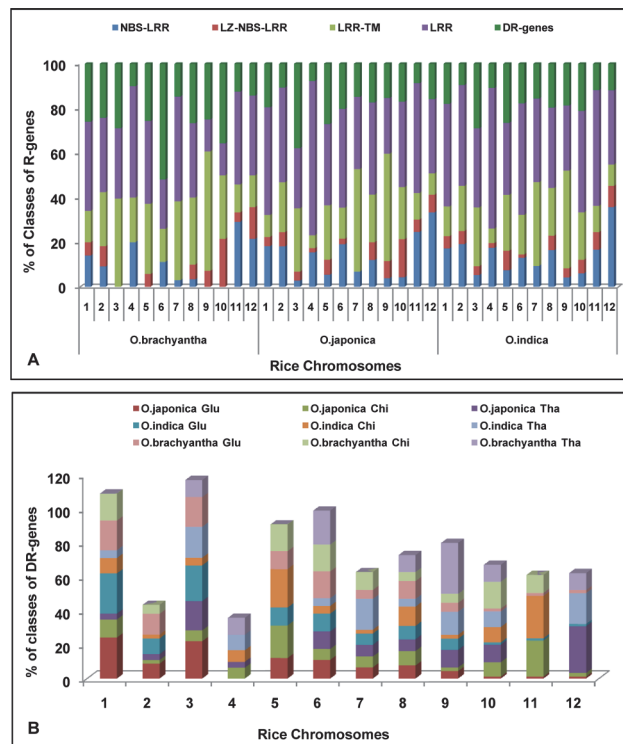 NBS-LRR LZ-NBS-LRR LRR-TM LRR DR-genes
% of Classes of R-genes
100
80
60
40
20
0
1 2 3 4 5 6 7 8 9 10 11 12 1 2 3 4 5 6 7 8 9 10 11 12 1 2 3 4 5 6 7 8 9 10 11 12
O.brachyantha O.japonica O.indica
A Rice Chromosomes
O.japonica Glu O.japonica Chi O.japonica Tha
O.indica Glu O.indica Chi O.indica Tha
O.brachyantha Glu O.brachyantha Chi O.brachyantha Tha
% of classes of DR-genes
120
100
80
60
40
20
0
1 2 3 4 5 6 7 8 9 10 11 12
B Rice Chromosomes